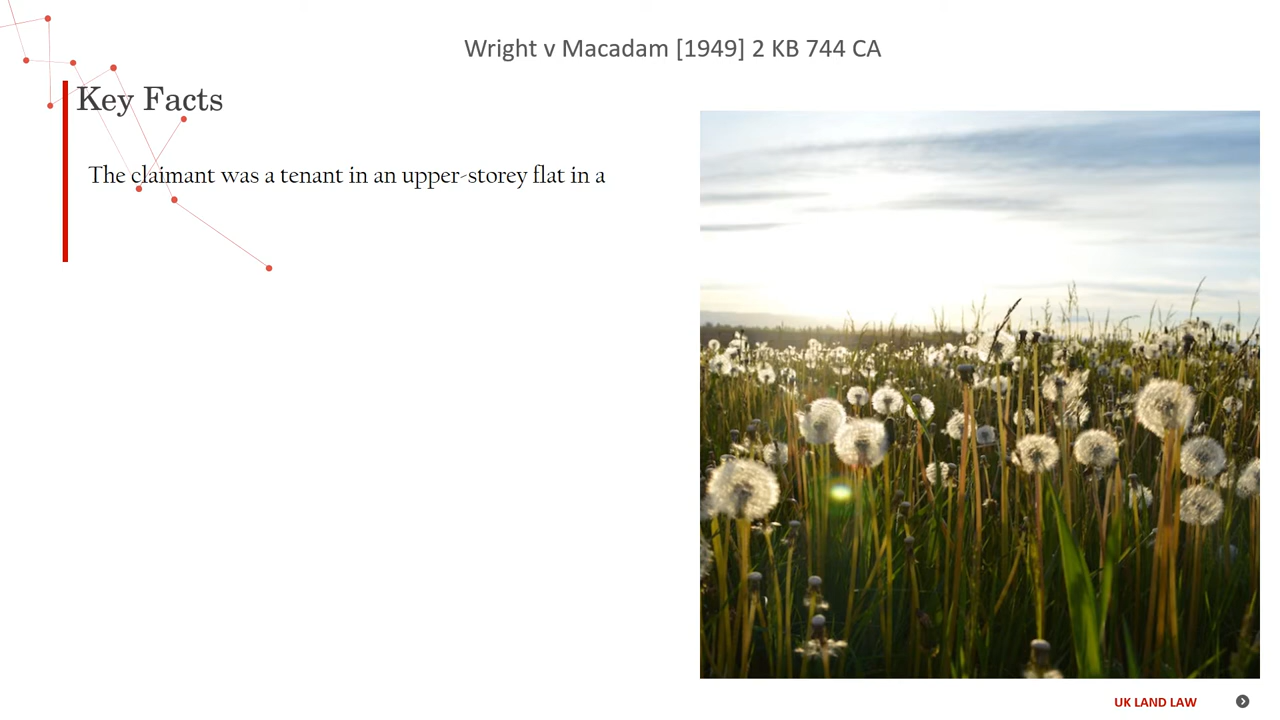 Wright v Macadam [1949] 2 KB 744 CA
Key Facts
The claimant was a tenant in an upper-storey flat in a
UK LAND LAW